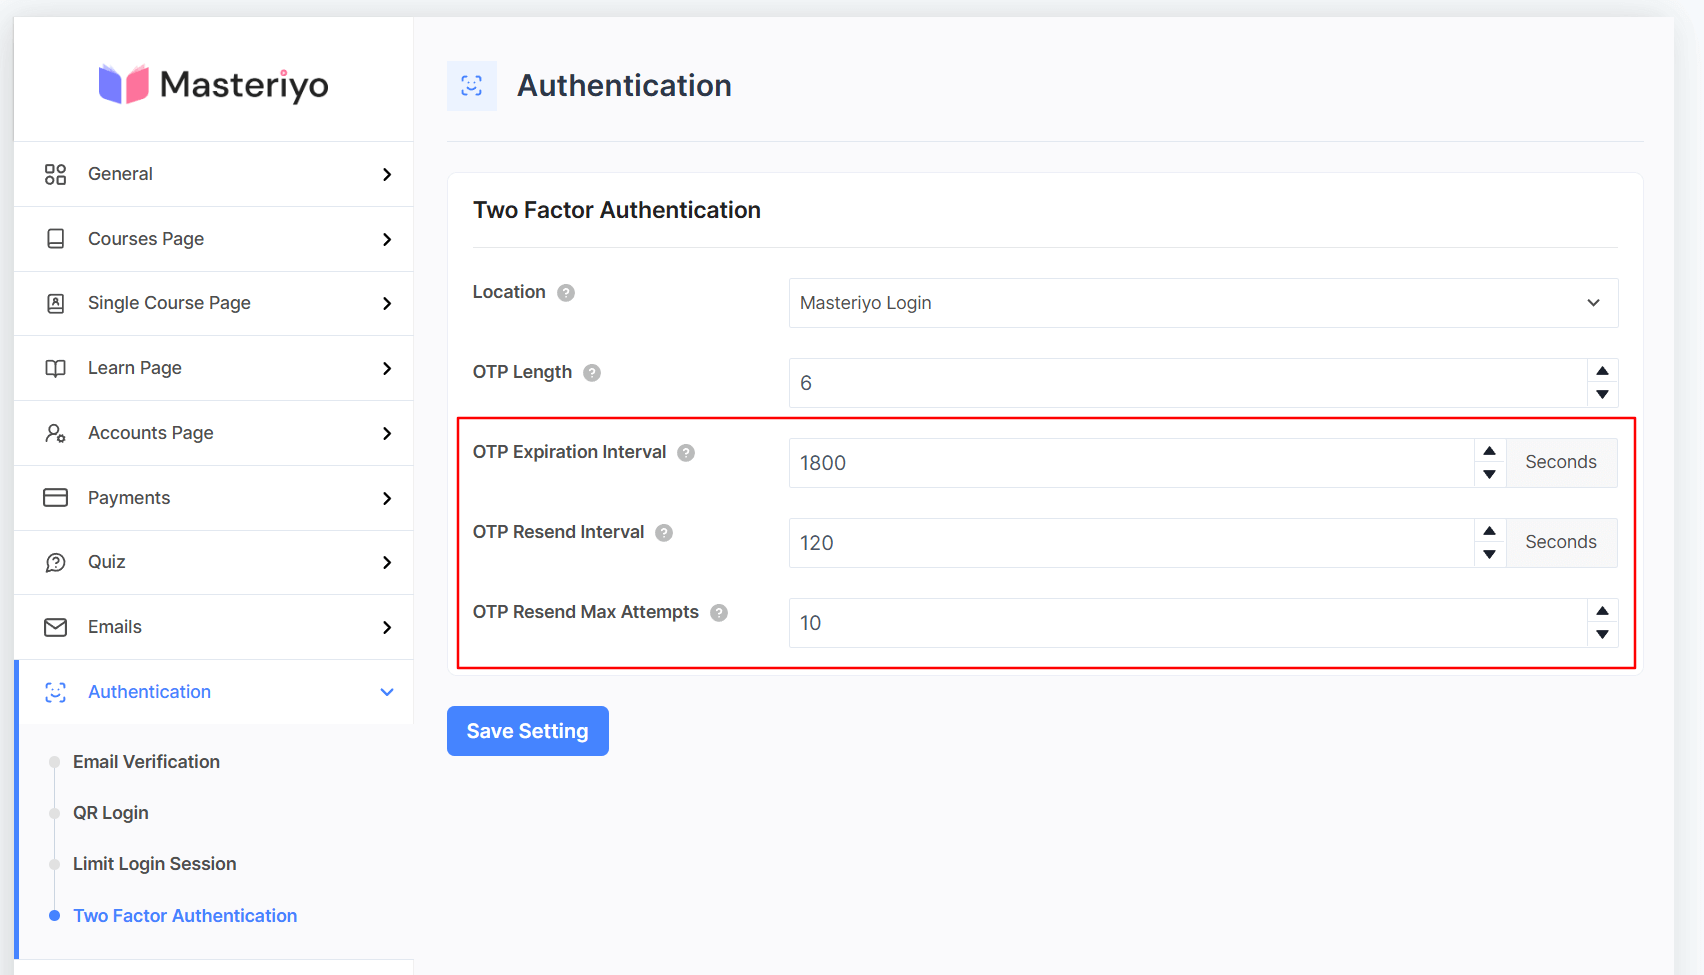 Masteriyo
General
Courses Page
Single Course Page
Learn Page
Accounts Page
Payments
Quiz
Emails
Authentication
Email Verification
QR Login
Limit Login Session
Two Factor Authentication
Authentication
Two Factor Authentication
Location ?
Masteriyo Login
OTP Length ?
6
OTP Expiration Interval ?
1800 Seconds
OTP Resend Interval ?
120 Seconds
OTP Resend Max Attempts ?
10
Save Setting